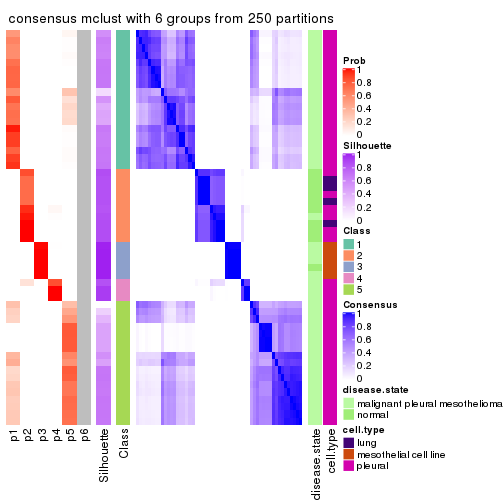 consensus mclust with 6 groups from 250 partitions
Prob
1
0.8
0.6
0.4
0.2
0
Silhouette
1
0.8
0.6
0.4
0.2
0
Class
1
2
3
4
5
Consensus
1
0.8
0.6
0.4
0.2
0
disease.state
malignant pleural mesothelioma
normal
cell.type
lung
mesothelial cell line
pleural
p1
p2
p3
p4
p5
p6
Silhouette
Class
disease.state
cell.type